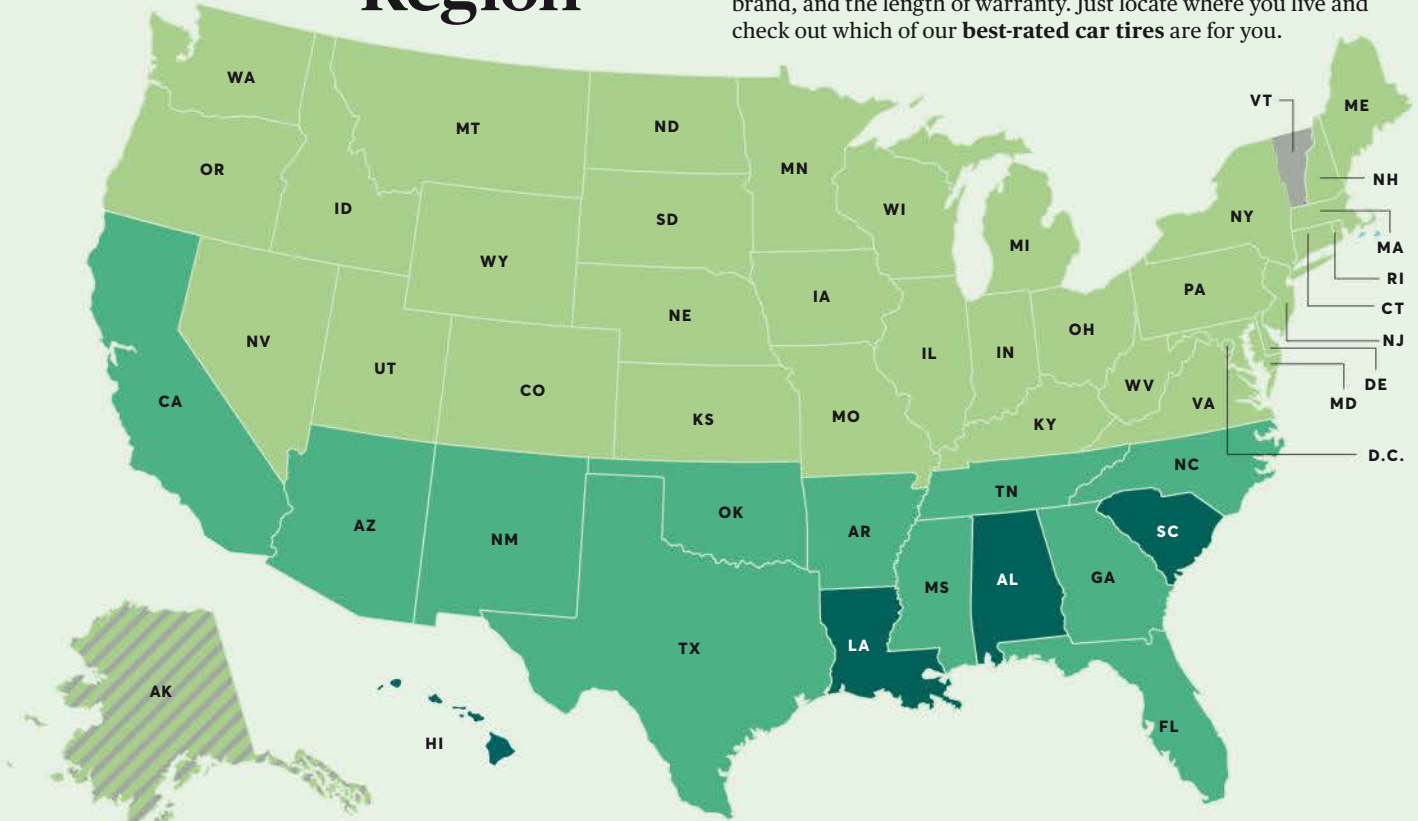 Region
brand, and the length of warranty. Just locate where you live and
check out which of our best-rated car tires are for you.
WA
MT
ND
MN
VT
ME
OR
ID
SD
WI
MI
NY
NH
MA
WY
IA
PA
RI
NE
OH
CT
NV
UT
CO
IL
IN
NJ
CA
KS
MO
WV
VA
DE
MD
KY
D.C.
NC
AZ
NM
OK
TN
AR
SC
MS
AL
GA
TX
LA
AK
HI
FL